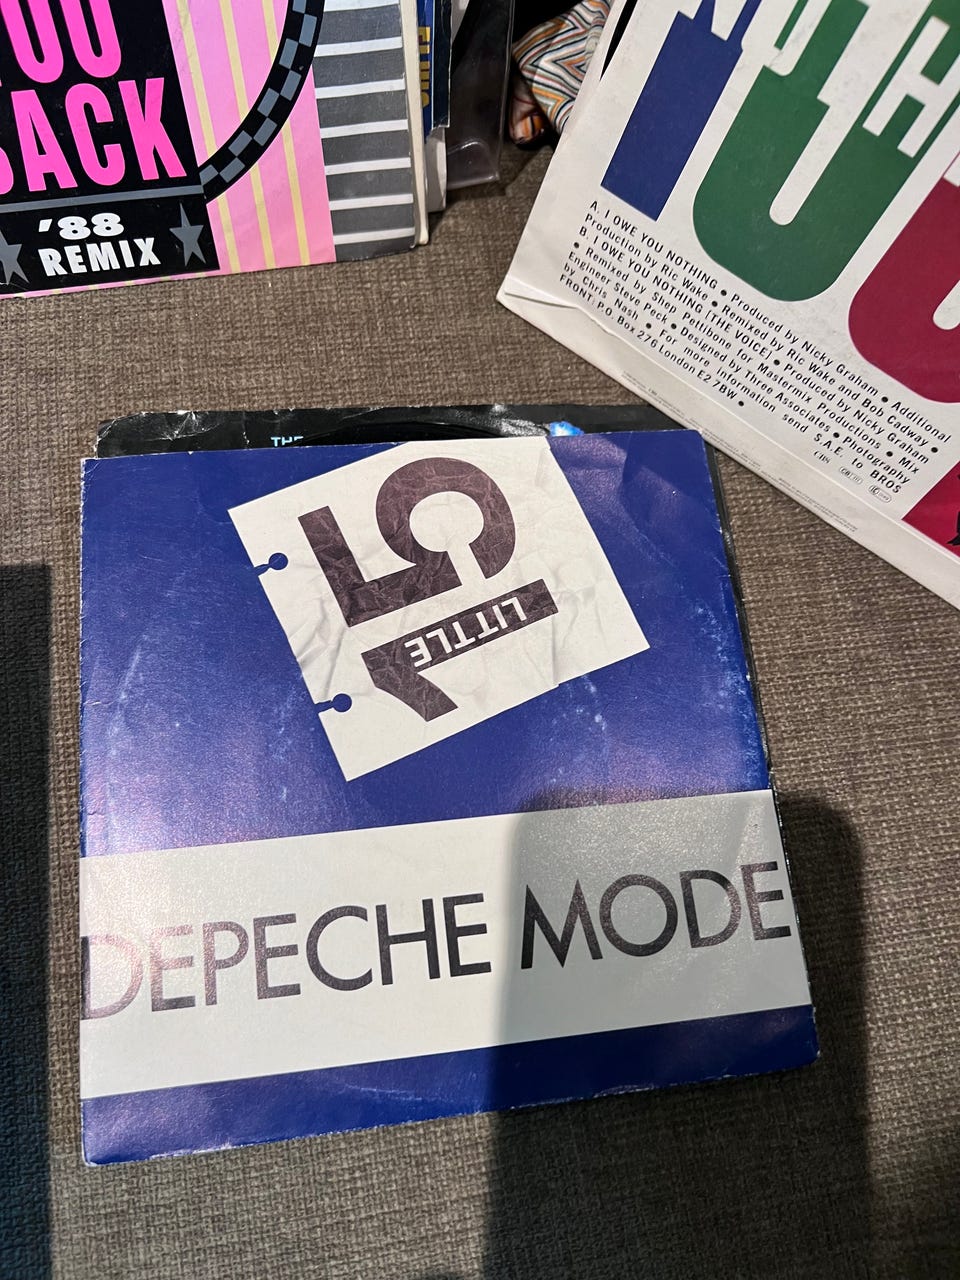 OU
BACK
'88
REMIX
A. I OWE YOU NOTHING • Produced by Nicky Graham • Additional
Production by Ric Wake • Remixed by Ric Wake and Bob Cadway •
B. I OWE YOU NOTHING [THE VOICE] • Produced by Nicky Graham
• Remixed by Shep Pettibone for Mastermix Productions • Mix
Engineer Steve Peck • Designed by Three Associates • Photography
by Chris Nash • For more information send S.A.E. to BROS
FRONT, P.O. Box 276 London E2 7BW •
THE
15
LITTLE
DEPECHE MODE